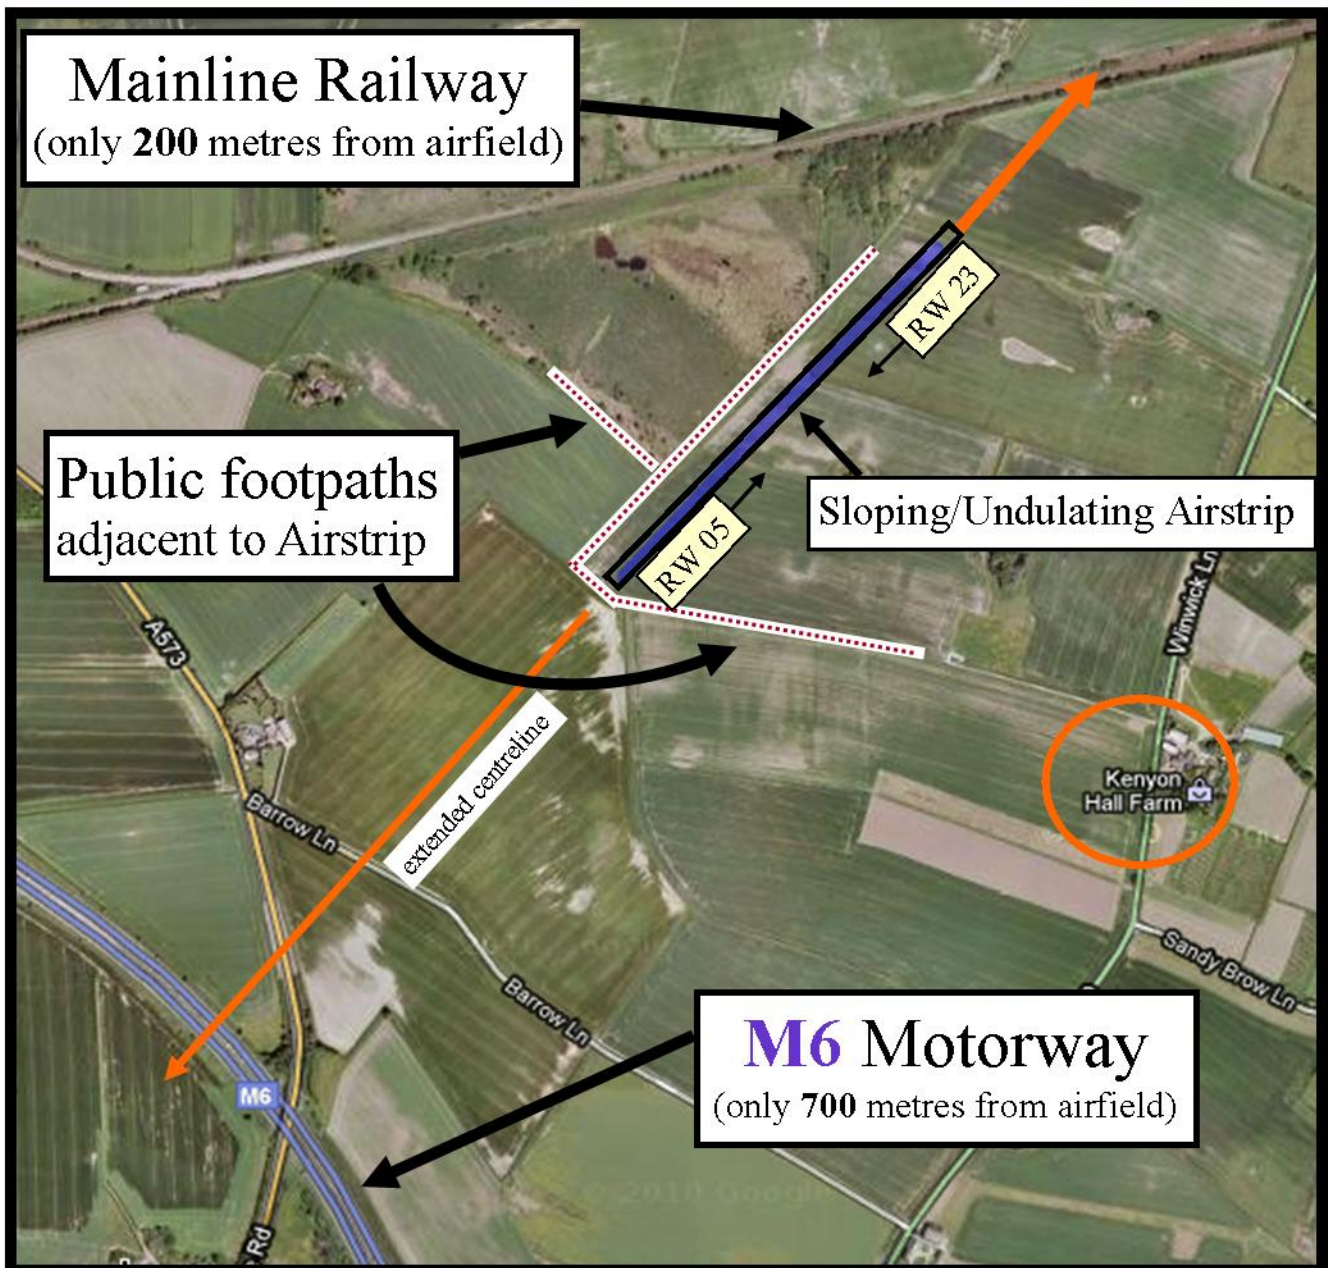 Mainline Railway
(only 200 metres from airfield)
RW 23
Public footpaths
adjacent to Airstrip
Sloping/Undulating Airstrip
RW 05
A573
Winwick Ln
extended centreline
Kenyon
Hall Farm
Barrow Ln
Sandy Brow Ln
Barrow Ln
M6 Motorway
(only 700 metres from airfield)
M6
2010 Google
Rd